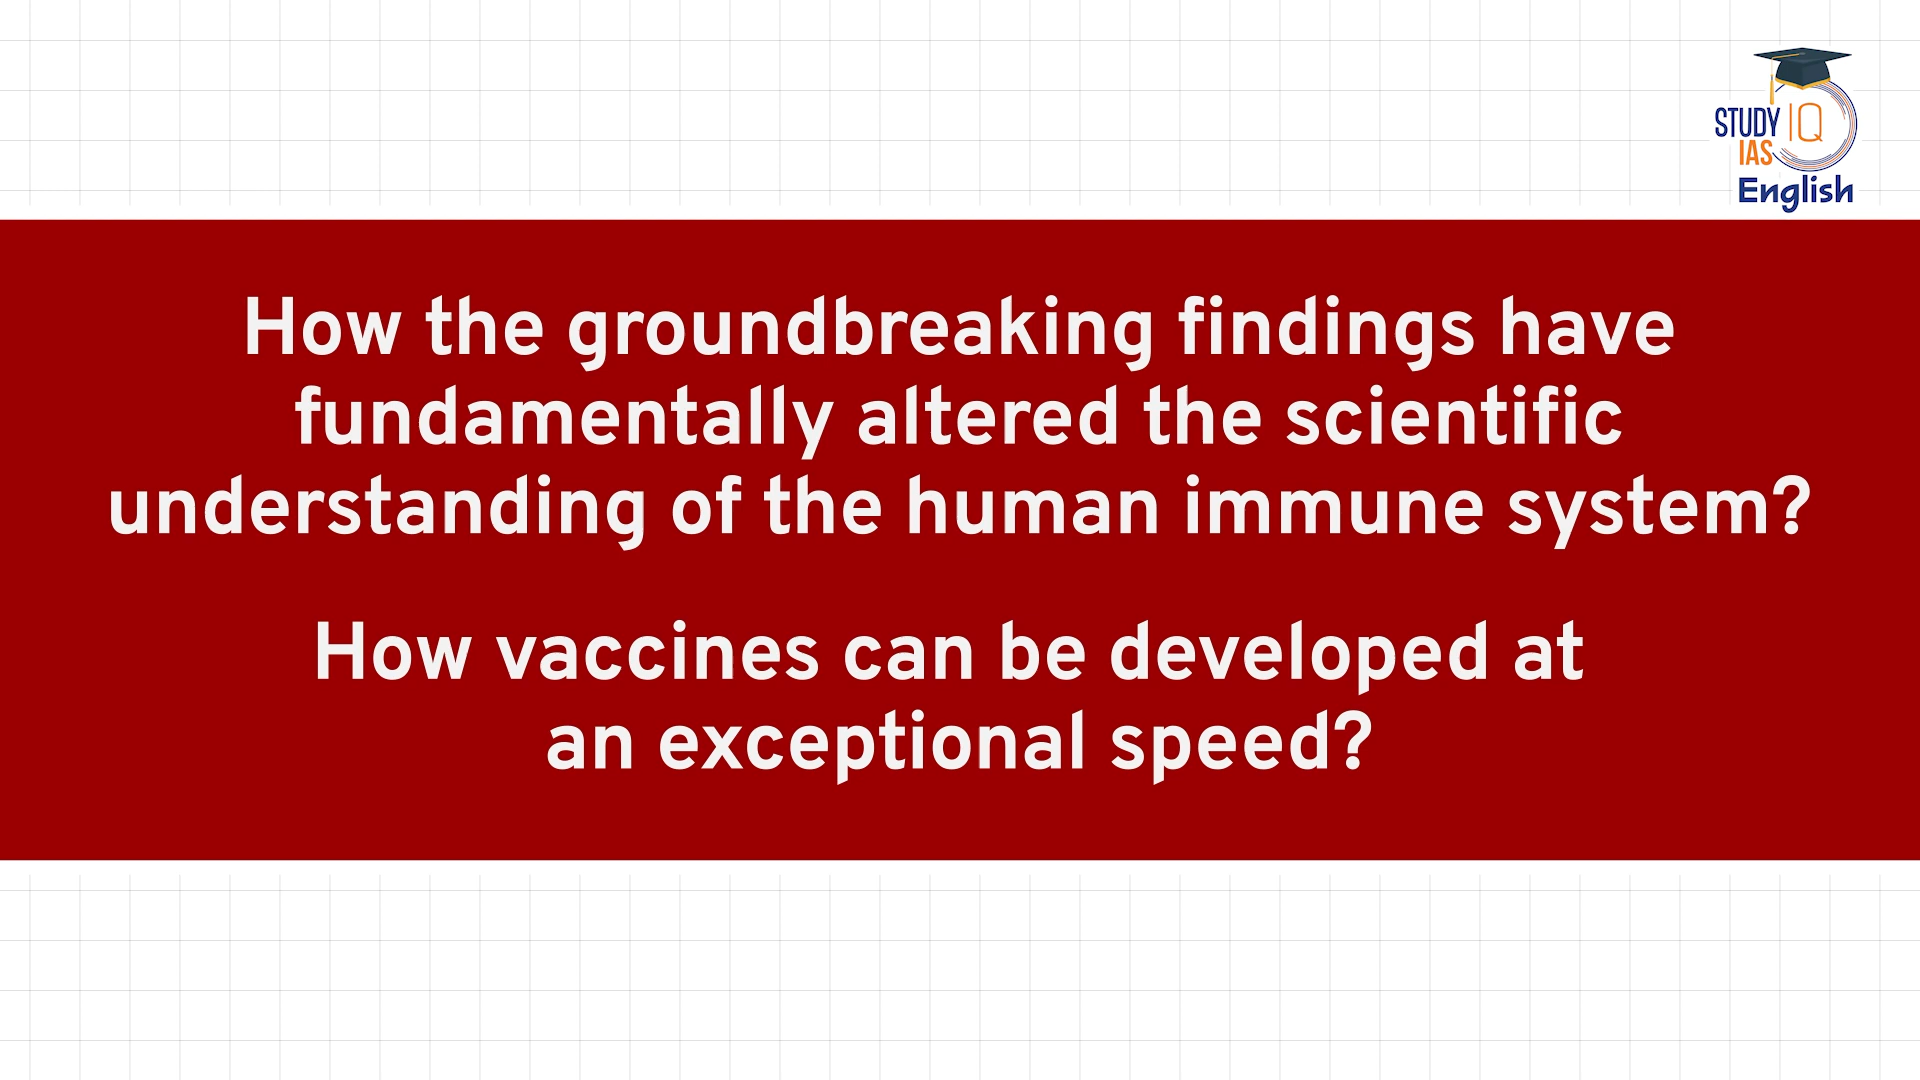 STUDY IQ
IAS
English
How the groundbreaking findings have
fundamentally altered the scientific
understanding of the human immune system?
How vaccines can be developed at
an exceptional speed?